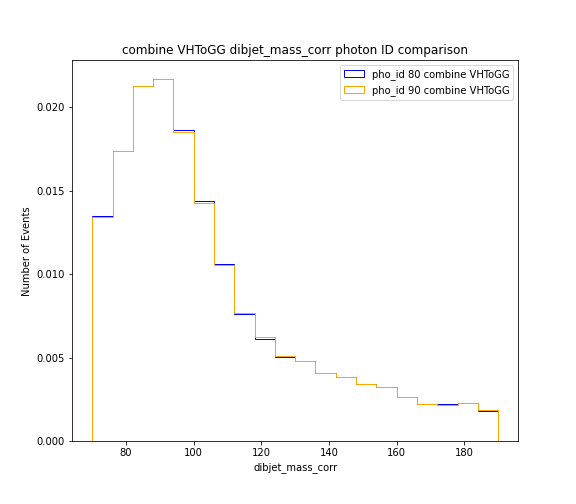 combine VHToGG dibjet_mass_corr photon ID comparison
pho_id 80 combine VHToGG
pho_id 90 combine VHToGG
Number of Events
0.020
0.015
0.010
0.005
0.000
80
100
120
140
160
180
dibjet_mass_corr